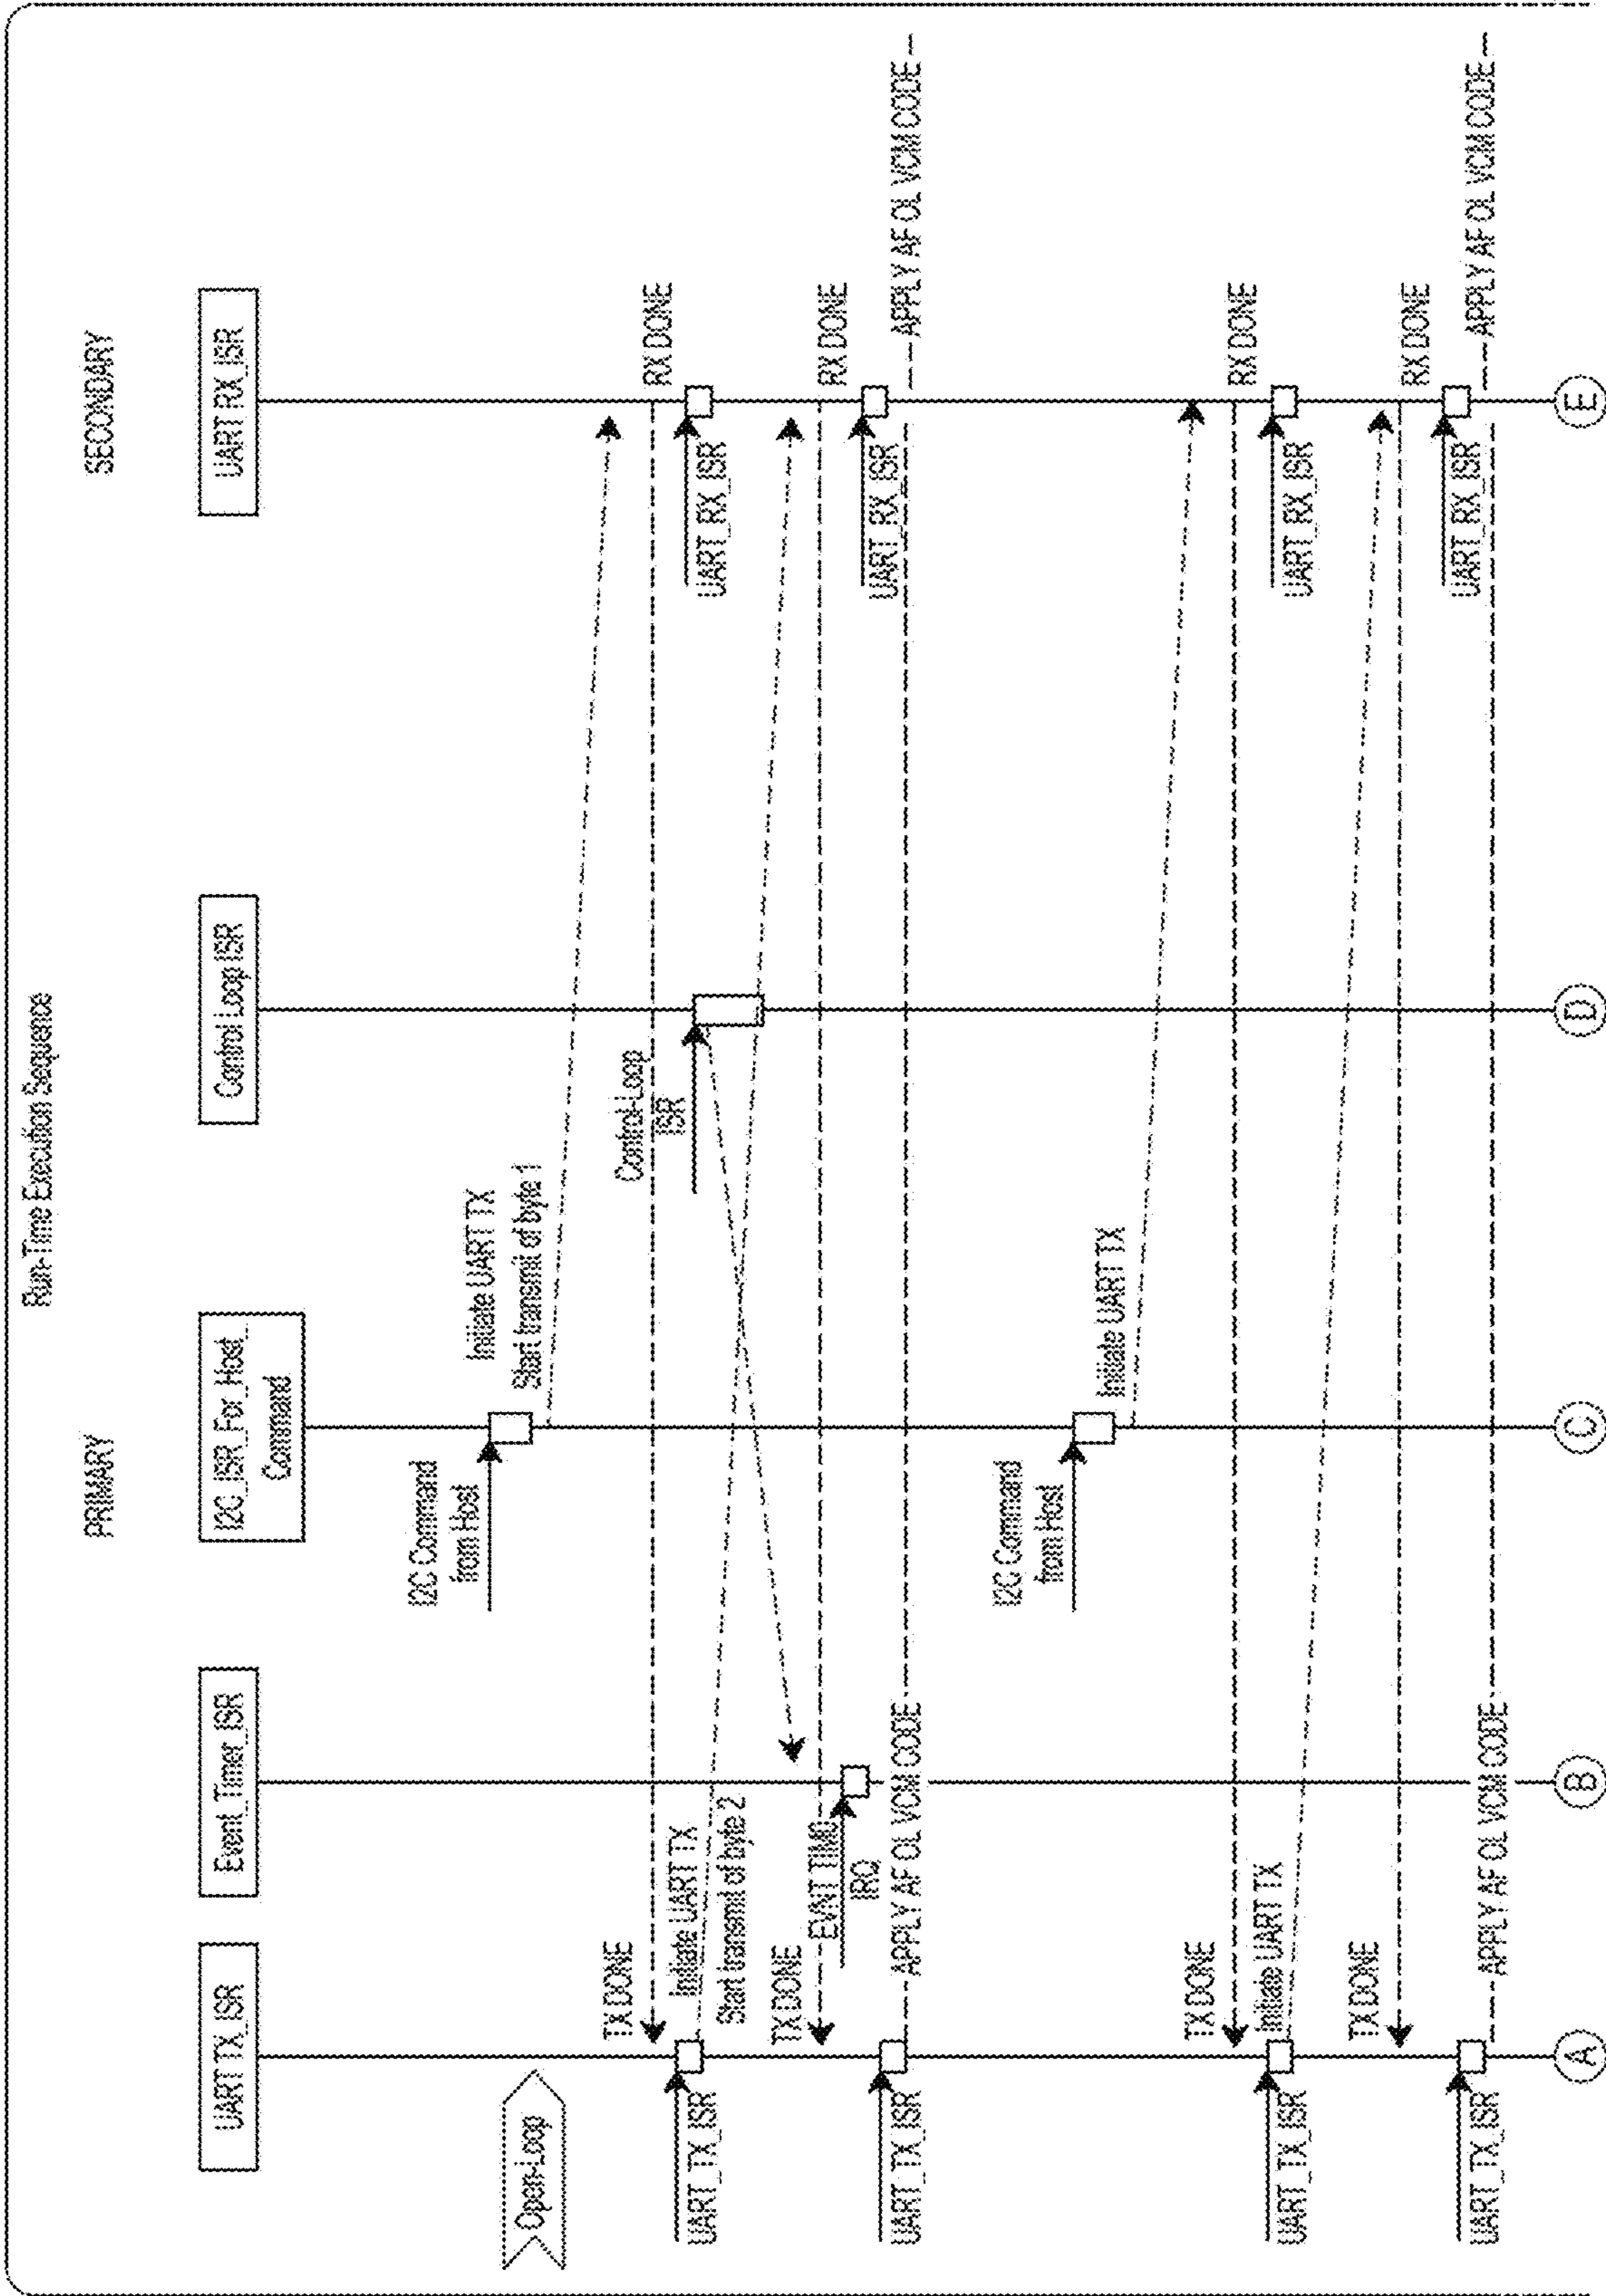 Run-Time Execution Sequence
PRIMARY
SECONDARY
UART TX_ISR
Event_Timer_ISR
I2C_ISR_For_Host_
Command
Control Loop ISR
UART RX_ISR
Open-Loop
I2C Command
from Host
Initiate UART TX
Start transmit of byte 1
TX DONE
RX DONE
Control-Loop
ISR
UART_TX_ISR
Initiate UART TX
Start transmit of byte 2
UART_RX_ISR
TX DONE
RX DONE
EVNT TIM0
IRQ
UART_TX_ISR
UART_RX_ISR
APPLY AF OL VCM CODE
APPLY AF OL VCM CODE
I2C Command
from Host
Initiate UART TX
TX DONE
RX DONE
UART_TX_ISR
Initiate UART TX
UART_RX_ISR
TX DONE
RX DONE
UART_TX_ISR
UART_RX_ISR
APPLY AF OL VCM CODE
APPLY AF OL VCM CODE
A
B
C
D
E